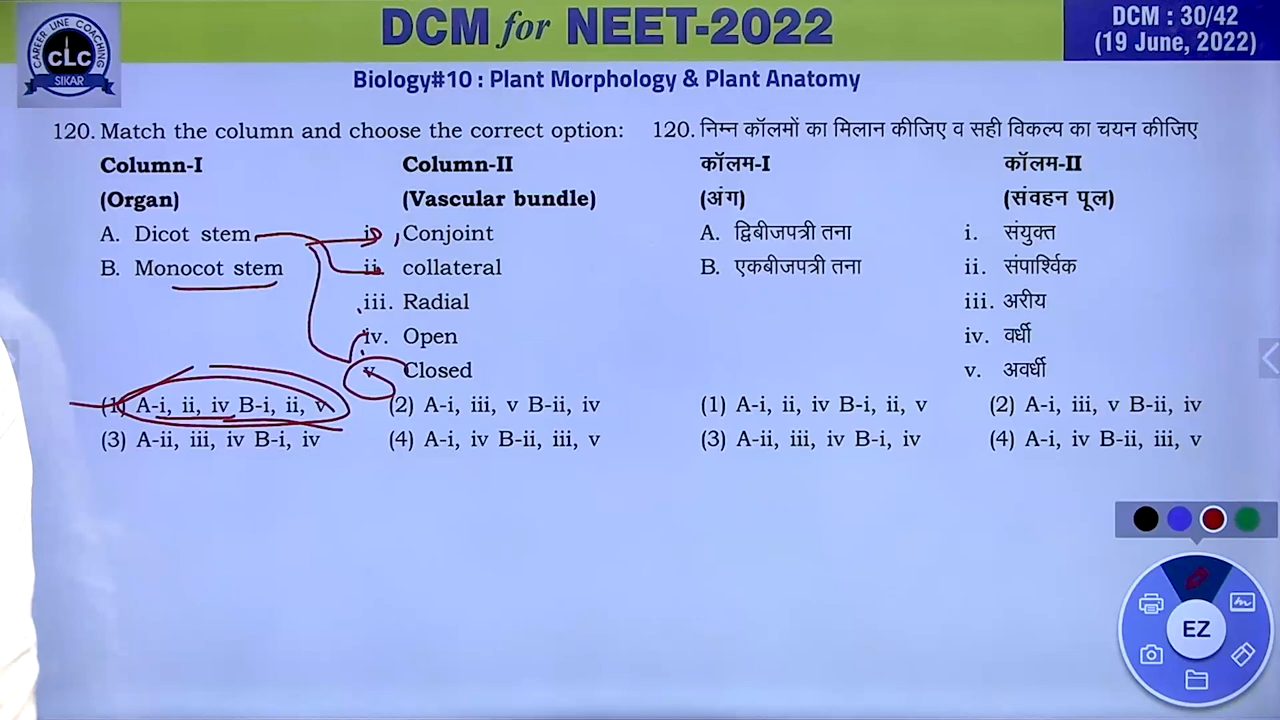 DCM for NEET-2022
DCM : 30/42
(19 June, 2022)
CAREER LINE COACHING
CLC
SIKAR
Biology#10 : Plant Morphology & Plant Anatomy
120. Match the column and choose the correct option:
Column-I Column-II
(Organ) (Vascular bundle)
A. Dicot stem i. Conjoint
B. Monocot stem ii. collateral
iii. Radial
iv. Open
v. Closed
(1) A-i, ii, iv B-i, ii, v (2) A-i, iii, v B-ii, iv
(3) A-ii, iii, iv B-i, iv (4) A-i, iv B-ii, iii, v
120. निम्न कॉलमों का मिलान कीजिए व सही विकल्प का चयन कीजिए
कॉलम-I कॉलम-II
(अंग) (संवहन पूल)
A. द्विबीजपत्री तना i. संयुक्त
B. एकबीजपत्री तना ii. संपार्श्विक
iii. अरीय
iv. वर्धी
v. अवर्धी
(1) A-i, ii, iv B-i, ii, v (2) A-i, iii, v B-ii, iv
(3) A-ii, iii, iv B-i, iv (4) A-i, iv B-ii, iii, v
EZ